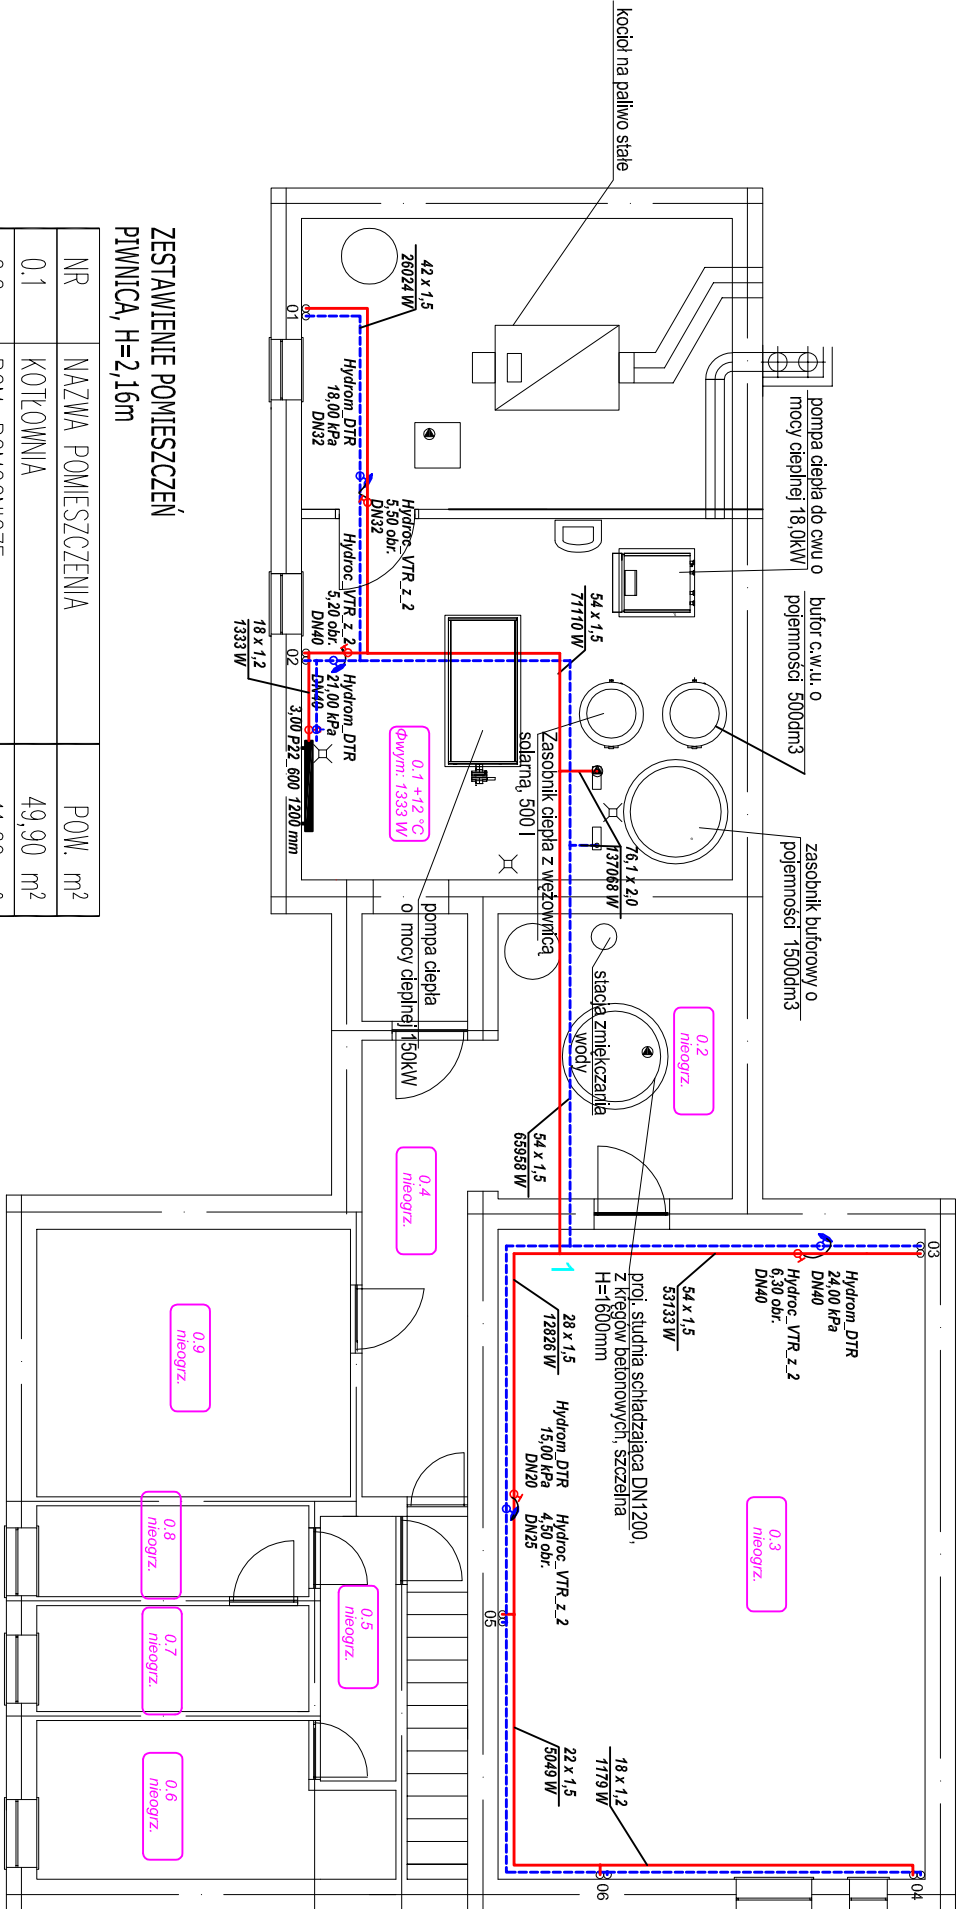 kocioł na paliwo stałe
pompa ciepła do cwu o
mocy cieplnej 18,0kW
bufor c.w.u. o
pojemności 500dm3
zasobnik buforowy o
pojemności 1500dm3
42 x 1,5
26024 W
01
Hydrom_DTR
18,00 kPa
DN32
Hydroc_VTR_z_2
5,50 obr.
DN32
Hydroc_VTR_z_2
5,20 obr.
DN40
Hydrom_DTR
21,00 kPa
DN40
02
18 x 1,2
1333 W
3,00 P22_600 1200 mm
54 x 1,5
71110 W
0.1 +12 °C
Φwym: 1333 W
Zasobnik ciepła z wężownicą
solarną, 500 l
76,1 x 2,0
137068 W
pompa ciepła
o mocy cieplnej 150kW
stacja zmiękczania
wody
0.2
nieogrz.
54 x 1,5
65958 W
0.4
nieogrz.
proj. studnia schładzająca DN1200,
z kręgów betonowych, szczelna
H=1600mm
03
Hydrom_DTR
24,00 kPa
DN40
Hydroc_VTR_z_2
6,30 obr.
DN40
54 x 1,5
53133 W
1
28 x 1,5
12826 W
Hydrom_DTR
15,00 kPa
DN20
Hydroc_VTR_z_2
4,50 obr.
DN25
0.3
nieogrz.
05
22 x 1,5
5049 W
18 x 1,2
1179 W
04
06
0.9
nieogrz.
0.8
nieogrz.
0.7
nieogrz.
0.6
nieogrz.
0.5
nieogrz.
ZESTAWIENIE POMIESZCZEŃ
PIWNICA, H=2,16m
NR NAZWA POMIESZCZENIA POW. m²
0.1 KOTŁOWNIA 49,90 m²